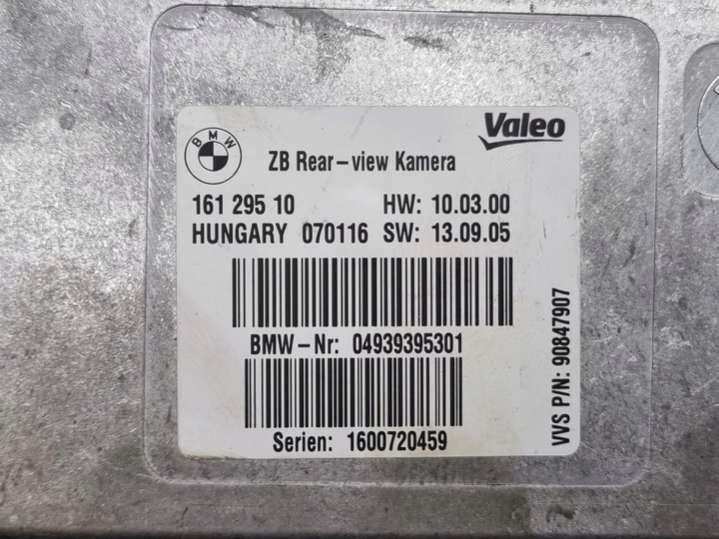 BMW
Valeo
ZB Rear-view Kamera
161 295 10 HW: 10.03.00
HUNGARY 070116 SW: 13.09.05
BMW-Nr: 04939395301
Serien: 1600720459
VVS P/N: 90847907